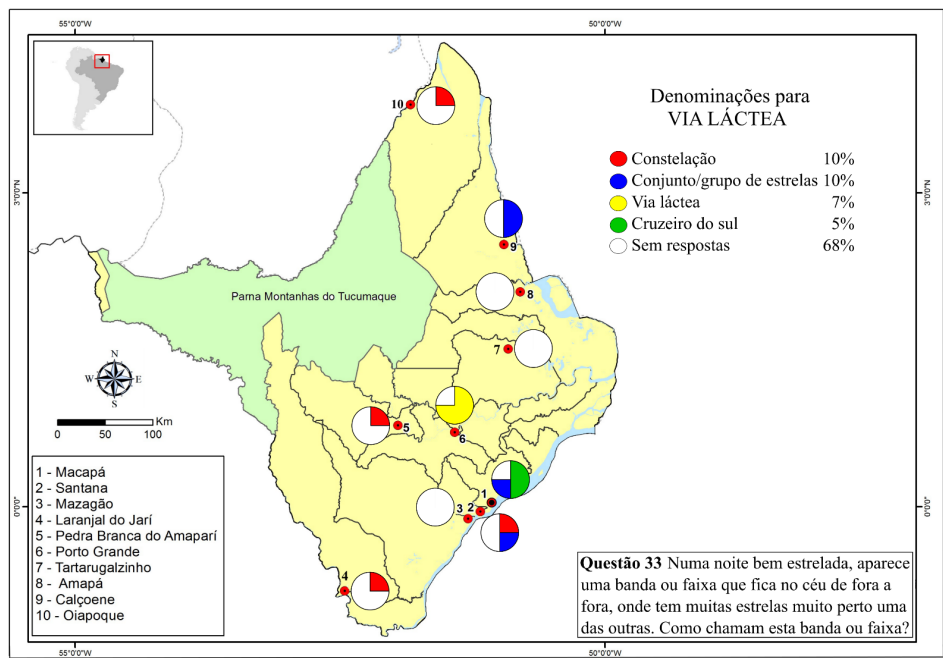 55°0'0"W
50°0'0"W
Denominações para
VIA LÁCTEA
Constelação 10%
Conjunto/grupo de estrelas 10%
Via láctea 7%
Cruzeiro do sul 5%
Sem respostas 68%
3°0'0"N
3°0'0"N
10
9
8
Parna Montanhas do Tucumaque
7
N
W E
S
0 50 100 Km
5
6
1
2
3
4
0°0'0"
0°0'0"
1 - Macapá
2 - Santana
3 - Mazagão
4 - Laranjal do Jarí
5 - Pedra Branca do Amaparí
6 - Porto Grande
7 - Tartarugalzinho
8 - Amapá
9 - Calçoene
10 - Oiapoque
Questão 33 Numa noite bem estrelada, aparece
uma banda ou faixa que fica no céu de fora a
fora, onde tem muitas estrelas muito perto uma
das outras. Como chamam esta banda ou faixa?
55°0'0"W
50°0'0"W